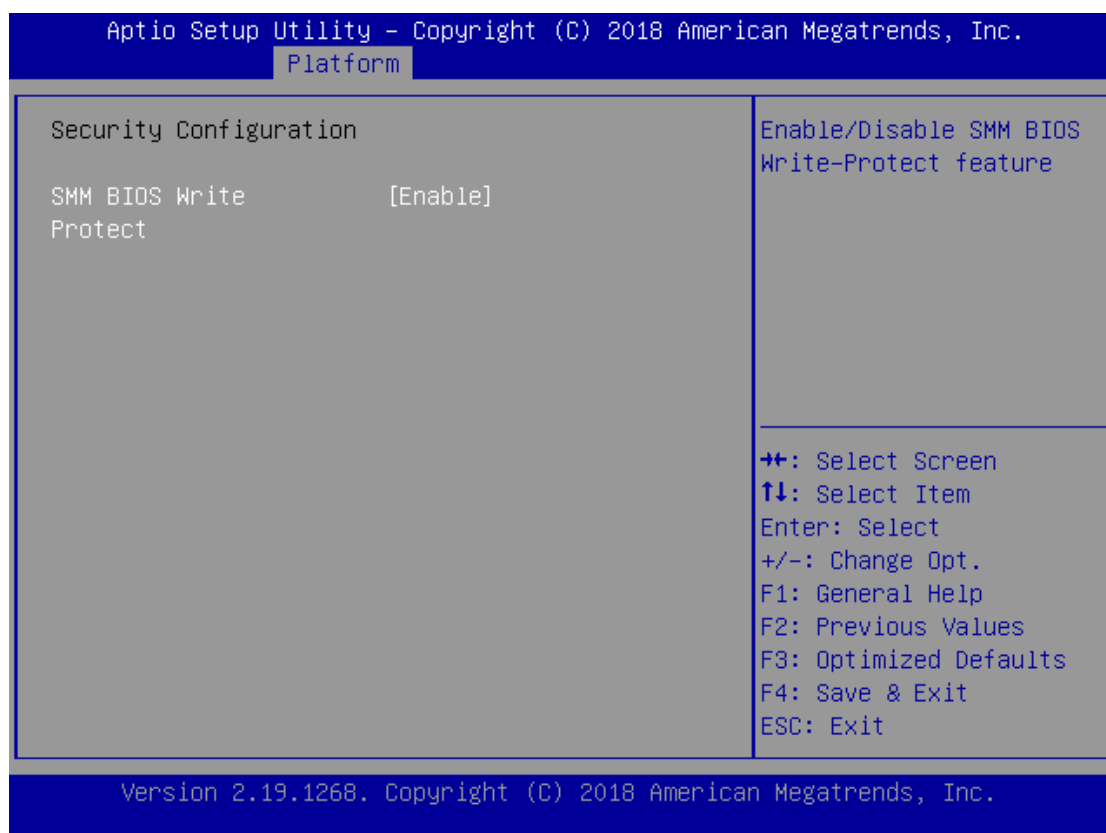 Aptio Setup Utility – Copyright (C) 2018 American Megatrends, Inc.
Platform
Security Configuration
SMM BIOS Write [Enable]
Protect
Enable/Disable SMM BIOS
Write-Protect feature
→←: Select Screen
↑↓: Select Item
Enter: Select
+/-: Change Opt.
F1: General Help
F2: Previous Values
F3: Optimized Defaults
F4: Save & Exit
ESC: Exit
Version 2.19.1268. Copyright (C) 2018 American Megatrends, Inc.